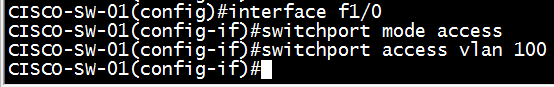 CISCO-SW-01(config)#interface f1/0
CISCO-SW-01(config-if)#switchport mode access
CISCO-SW-01(config-if)#switchport access vlan 100
CISCO-SW-01(config-if)#